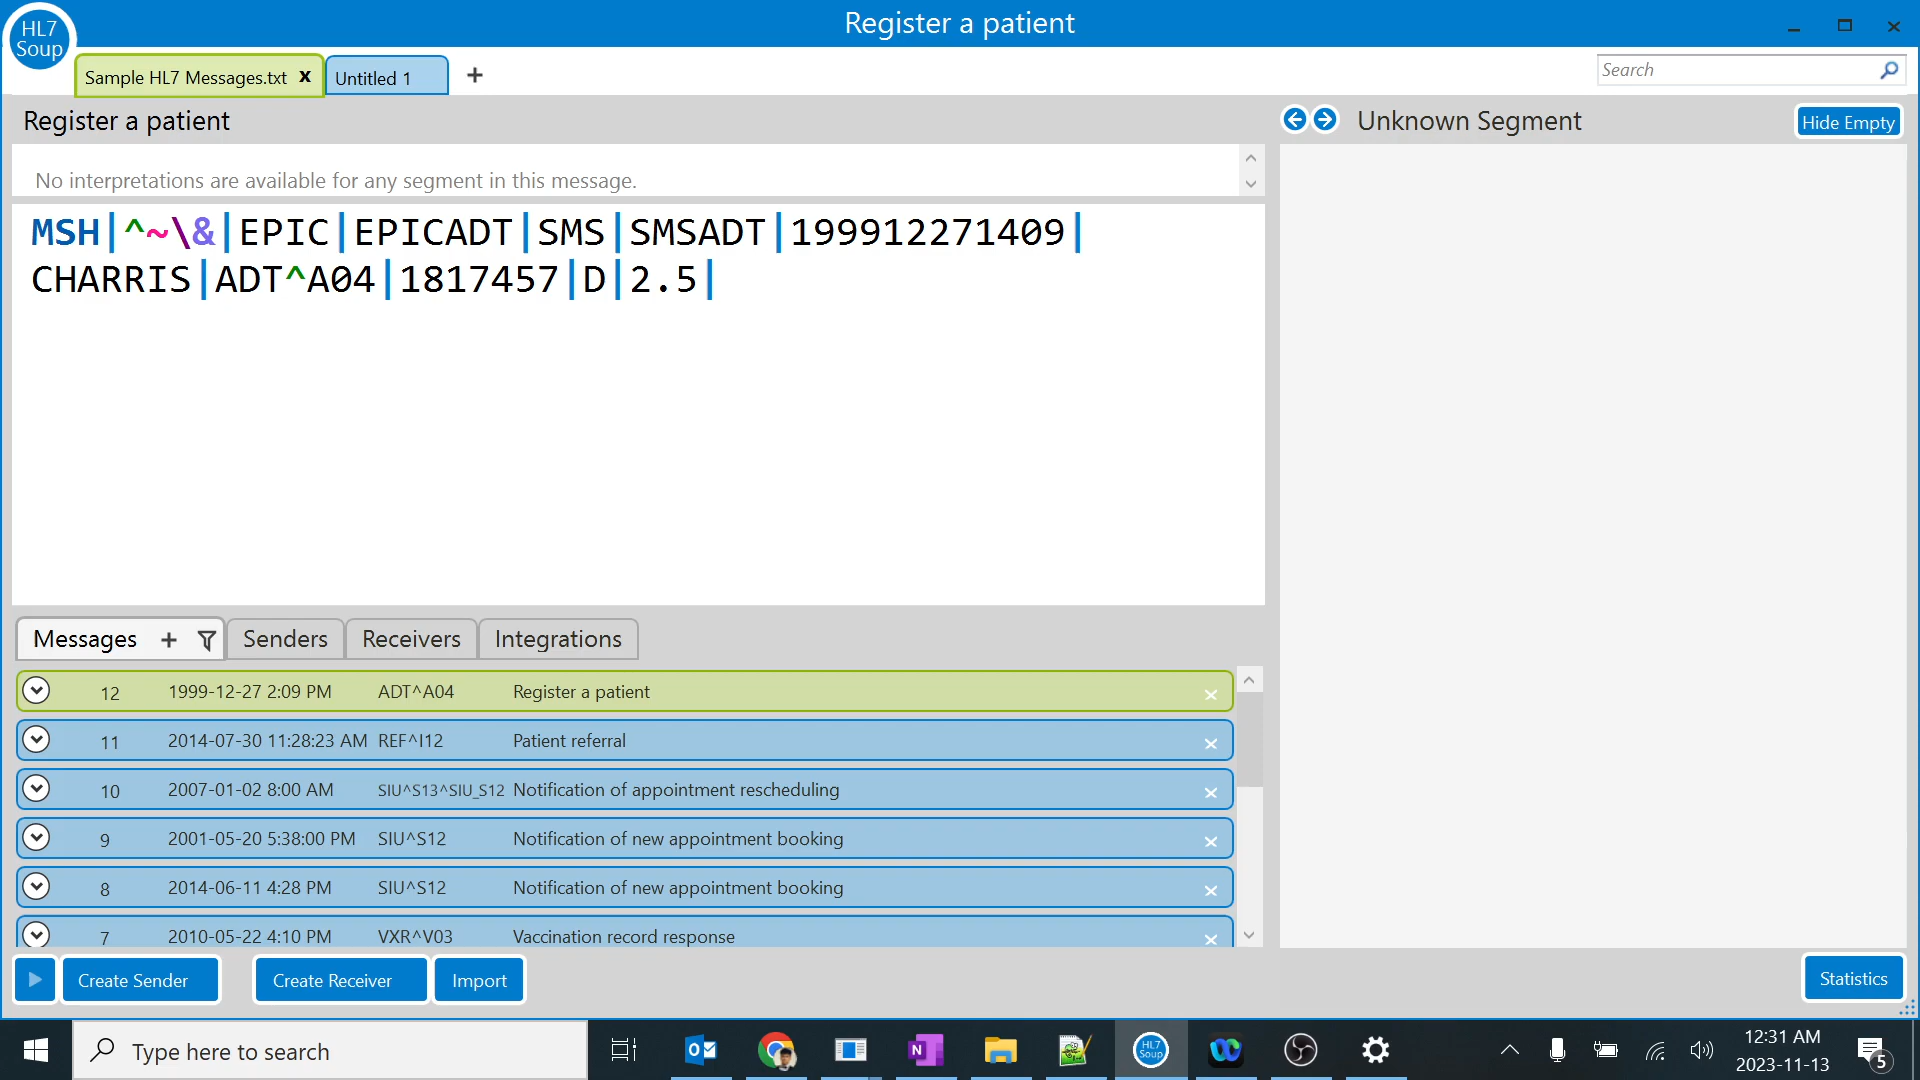 HL7
Soup
Register a patient
Sample HL7 Messages.txt x
Untitled 1
+
Search
Register a patient
Unknown Segment
Hide Empty
No interpretations are available for any segment in this message.
MSH|^~\&|EPIC|EPICADT|SMS|SMSADT|199912271409|
CHARRIS|ADT^A04|1817457|D|2.5|
Messages +
Senders
Receivers
Integrations
12 1999-12-27 2:09 PM ADT^A04 Register a patient
11 2014-07-30 11:28:23 AM REF^I12 Patient referral
10 2007-01-02 8:00 AM SIU^S13^SIU_S12 Notification of appointment rescheduling
9 2001-05-20 5:38:00 PM SIU^S12 Notification of new appointment booking
8 2014-06-11 4:28 PM SIU^S12 Notification of new appointment booking
7 2010-05-22 4:10 PM VXR^V03 Vaccination record response
Create Sender
Create Receiver
Import
Statistics
Type here to search
HL7
Soup
12:31 AM
2023-11-13
5